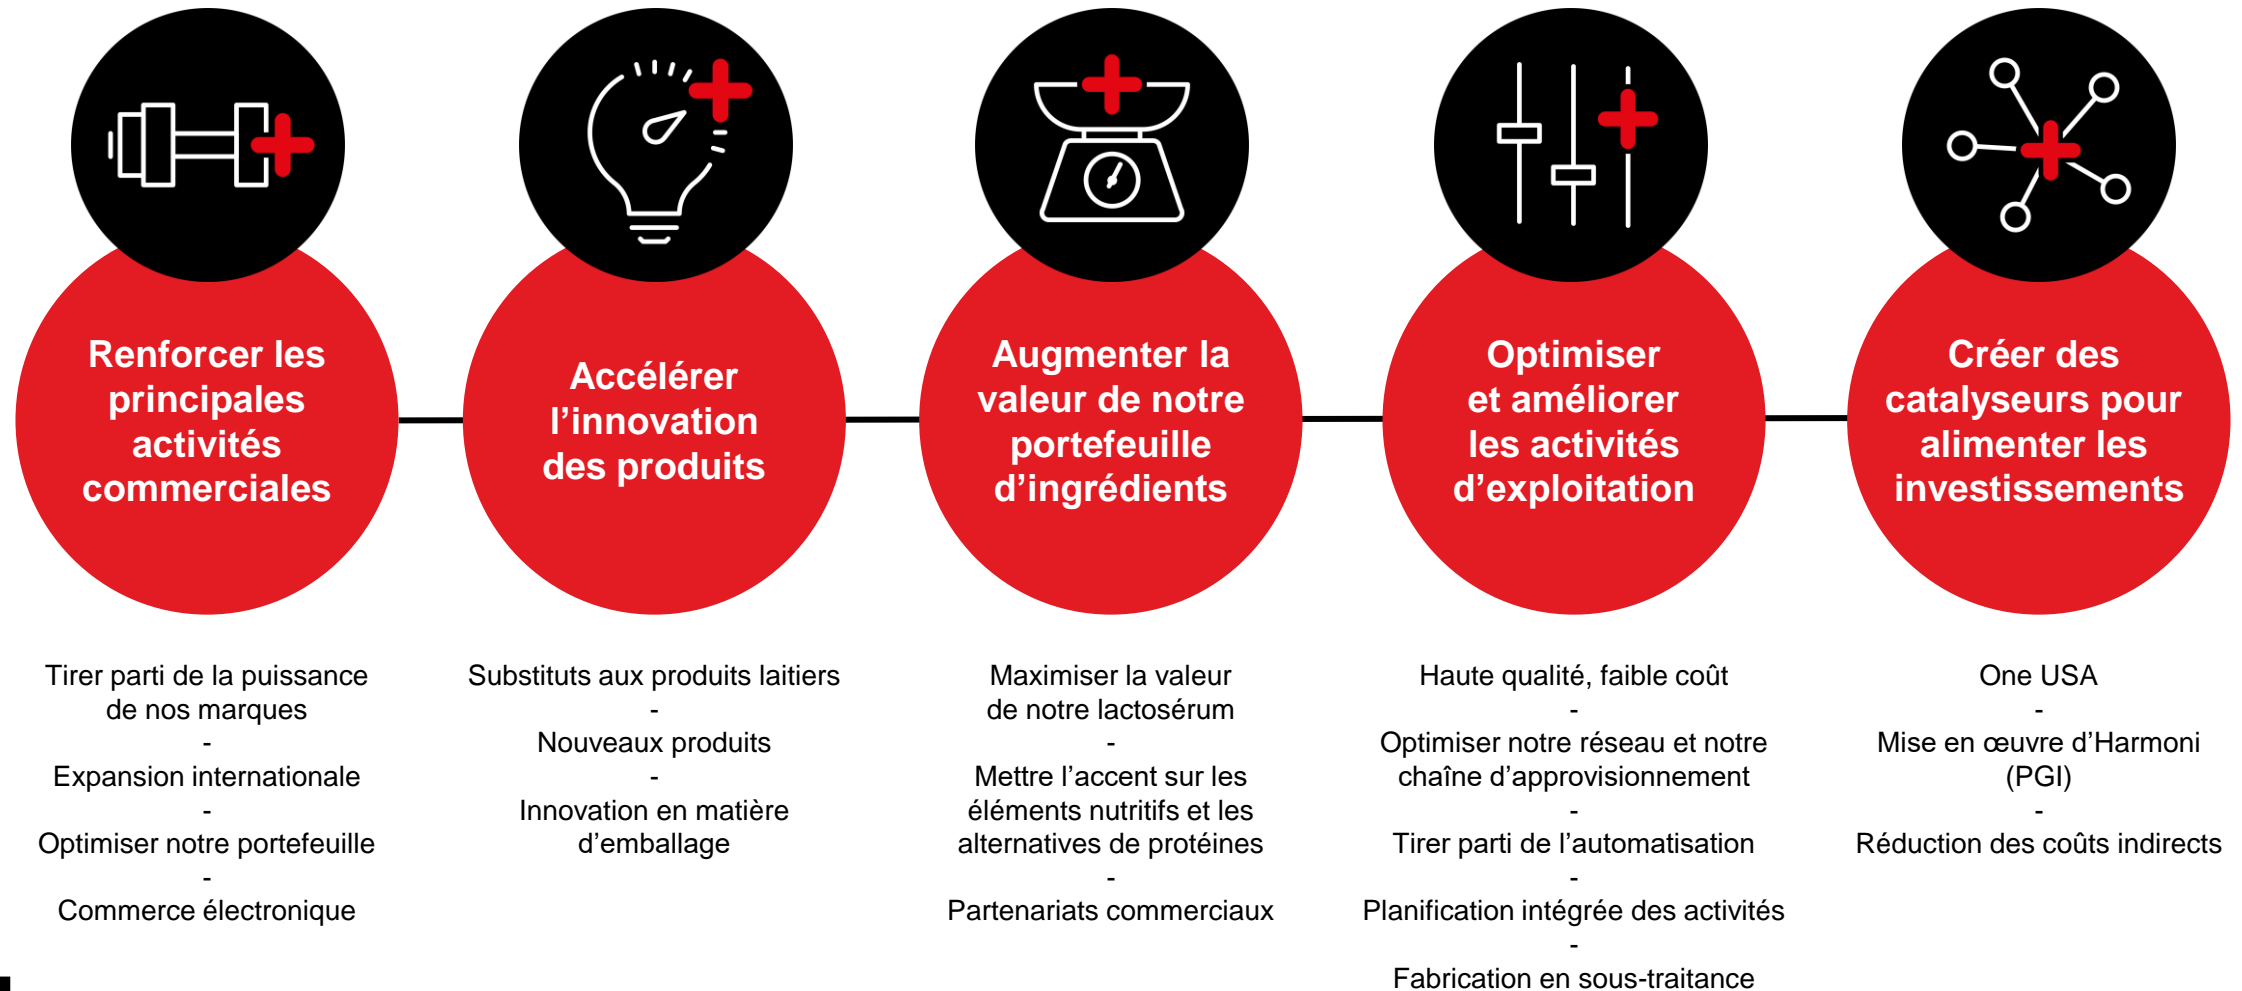 Renforcer les
principales
activités
commerciales
Tirer parti de la puissance
de nos marques
-
Expansion internationale
-
Optimiser notre portefeuille
-
Commerce électronique
Accélérer
l’innovation
des produits
Substituts aux produits laitiers
-
Nouveaux produits
-
Innovation en matière
d’emballage
Augmenter la
valeur de notre
portefeuille
d’ingrédients
Maximiser la valeur
de notre lactosérum
-
Mettre l’accent sur les
éléments nutritifs et les
alternatives de protéines
-
Partenariats commerciaux
Optimiser
et améliorer
les activités
d’exploitation
Haute qualité, faible coût
-
Optimiser notre réseau et notre
chaîne d’approvisionnement
-
Tirer parti de l’automatisation
-
Planification intégrée des activités
-
Fabrication en sous-traitance
Créer des
catalyseurs pour
alimenter les
investissements
One USA
-
Mise en œuvre d’Harmoni
(PGI)
-
Réduction des coûts indirects